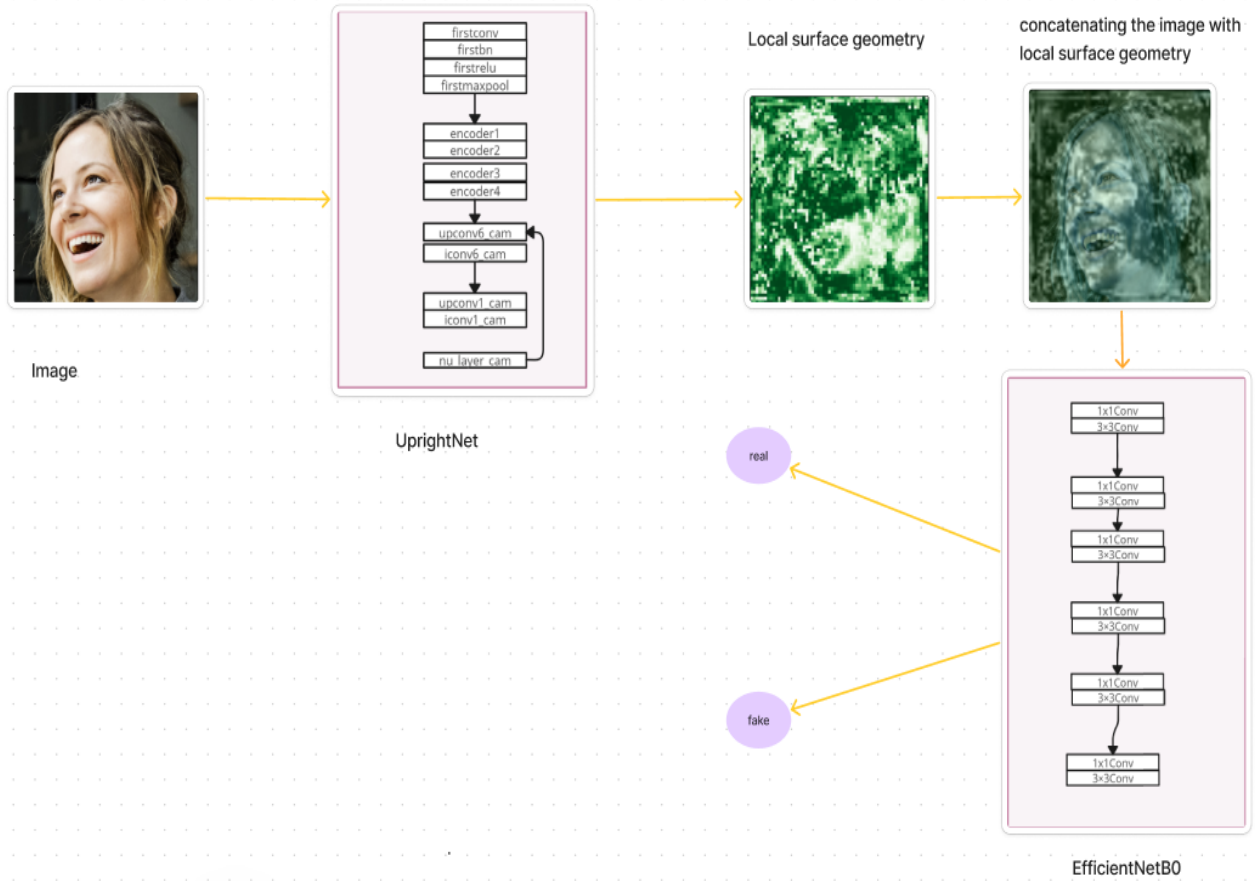 Image
firstconv
firstbn
firstrelu
firstmaxpool
encoder1
encoder2
encoder3
encoder4
upconv6_cam
iconv6_cam
upconv1_cam
iconv1_cam
nu_layer_cam
UprightNet
Local surface geometry
concatenating the image with
local surface geometry
1x1Conv
3×3Conv
1x1Conv
3×3Conv
1x1Conv
3×3Conv
1x1Conv
3×3Conv
1x1Conv
3×3Conv
1x1Conv
3×3Conv
EfficientNetB0
real
fake